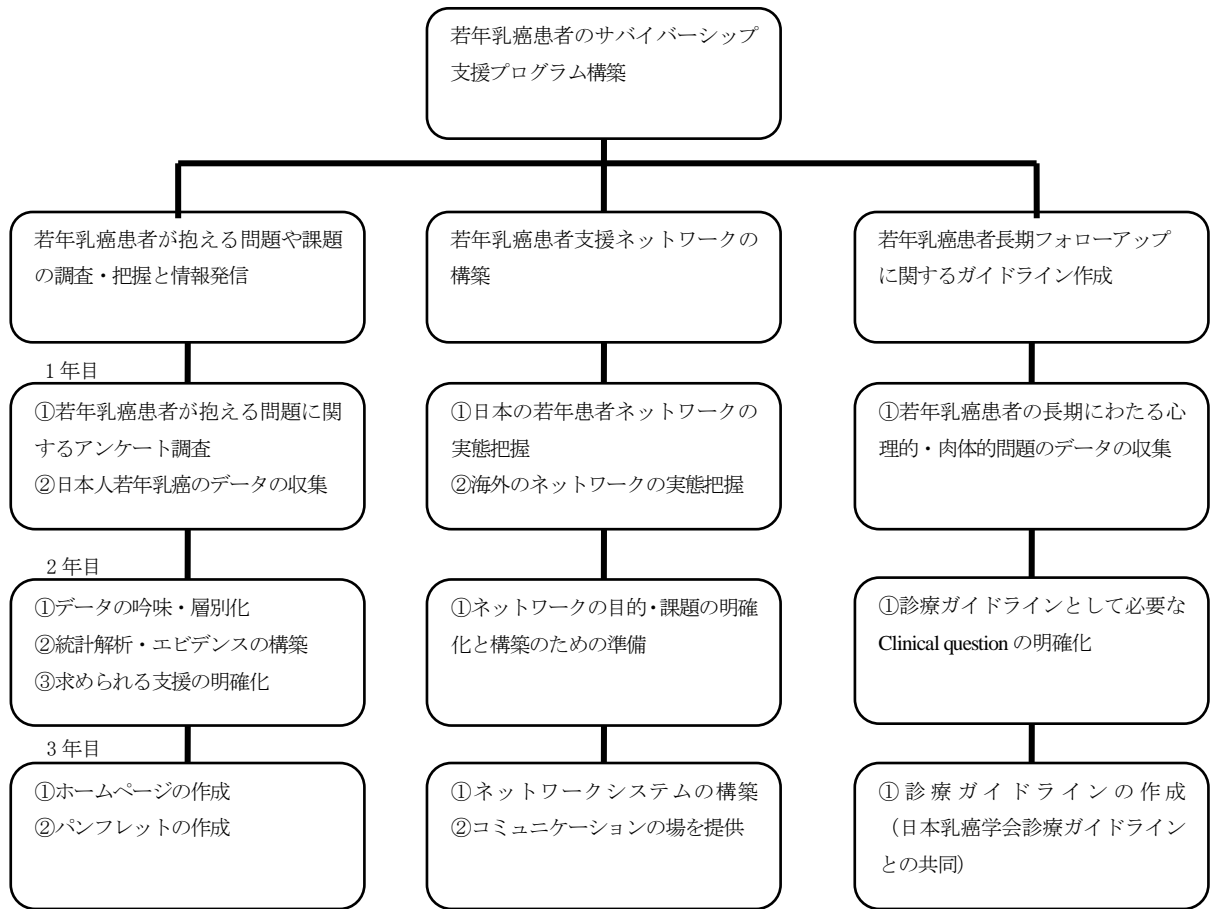 若年乳癌患者のサバイバーシップ
支援プログラム構築
若年乳癌患者が抱える問題や課題
の調査・把握と情報発信
若年乳癌患者支援ネットワークの
構築
若年乳癌患者長期フォローアップ
に関するガイドライン作成
1年目
①若年乳癌患者が抱える問題に関
するアンケート調査
②日本人若年乳癌のデータの収集
①日本の若年患者ネットワークの
実態把握
②海外のネットワークの実態把握
①若年乳癌患者の長期にわたる心
理的・肉体的問題のデータの収集
2年目
①データの吟味・層別化
②統計解析・エビデンスの構築
③求められる支援の明確化
①ネットワークの目的・課題の明確
化と構築のための準備
①診療ガイドラインとして必要な
Clinical question の明確化
3年目
①ホームページの作成
②パンフレットの作成
①ネットワークシステムの構築
②コミュニケーションの場を提供
①診療ガイドラインの作成
（日本乳癌学会診療ガイドライン
との共同）